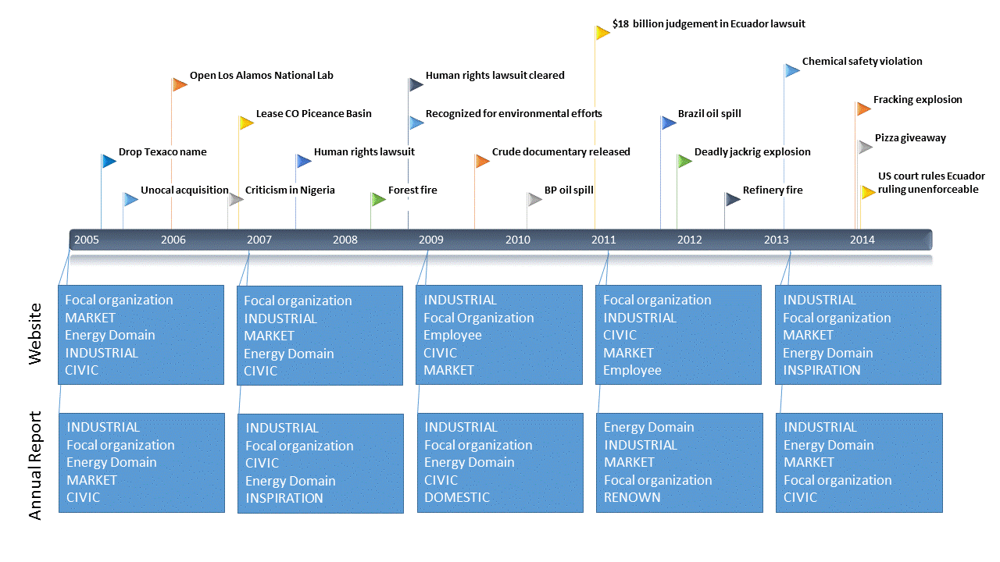 $18 billion judgement in Ecuador lawsuit
Chemical safety violation
Open Los Alamos National Lab
Human rights lawsuit cleared
Fracking explosion
Lease CO Piceance Basin
Recognized for environmental efforts
Brazil oil spill
Pizza giveaway
Drop Texaco name
Human rights lawsuit
Crude documentary released
Deadly jackrig explosion
US court rules Ecuador
ruling unenforceable
Unocal acquisition
Criticism in Nigeria
Forest fire
BP oil spill
Refinery fire
2005 2006 2007 2008 2009 2010 2011 2012 2013 2014
Website
Focal organization
MARKET
Energy Domain
INDUSTRIAL
CIVIC
Focal organization
INDUSTRIAL
MARKET
Energy Domain
CIVIC
INDUSTRIAL
Focal Organization
Employee
CIVIC
MARKET
Focal organization
INDUSTRIAL
CIVIC
MARKET
Employee
INDUSTRIAL
Focal organization
MARKET
Energy Domain
INSPIRATION
Annual Report
INDUSTRIAL
Focal organization
Energy Domain
MARKET
CIVIC
INDUSTRIAL
Focal organization
CIVIC
Energy Domain
INSPIRATION
INDUSTRIAL
Focal organization
Energy Domain
CIVIC
DOMESTIC
Energy Domain
INDUSTRIAL
MARKET
Focal organization
RENOWN
INDUSTRIAL
Energy Domain
MARKET
Focal organization
CIVIC